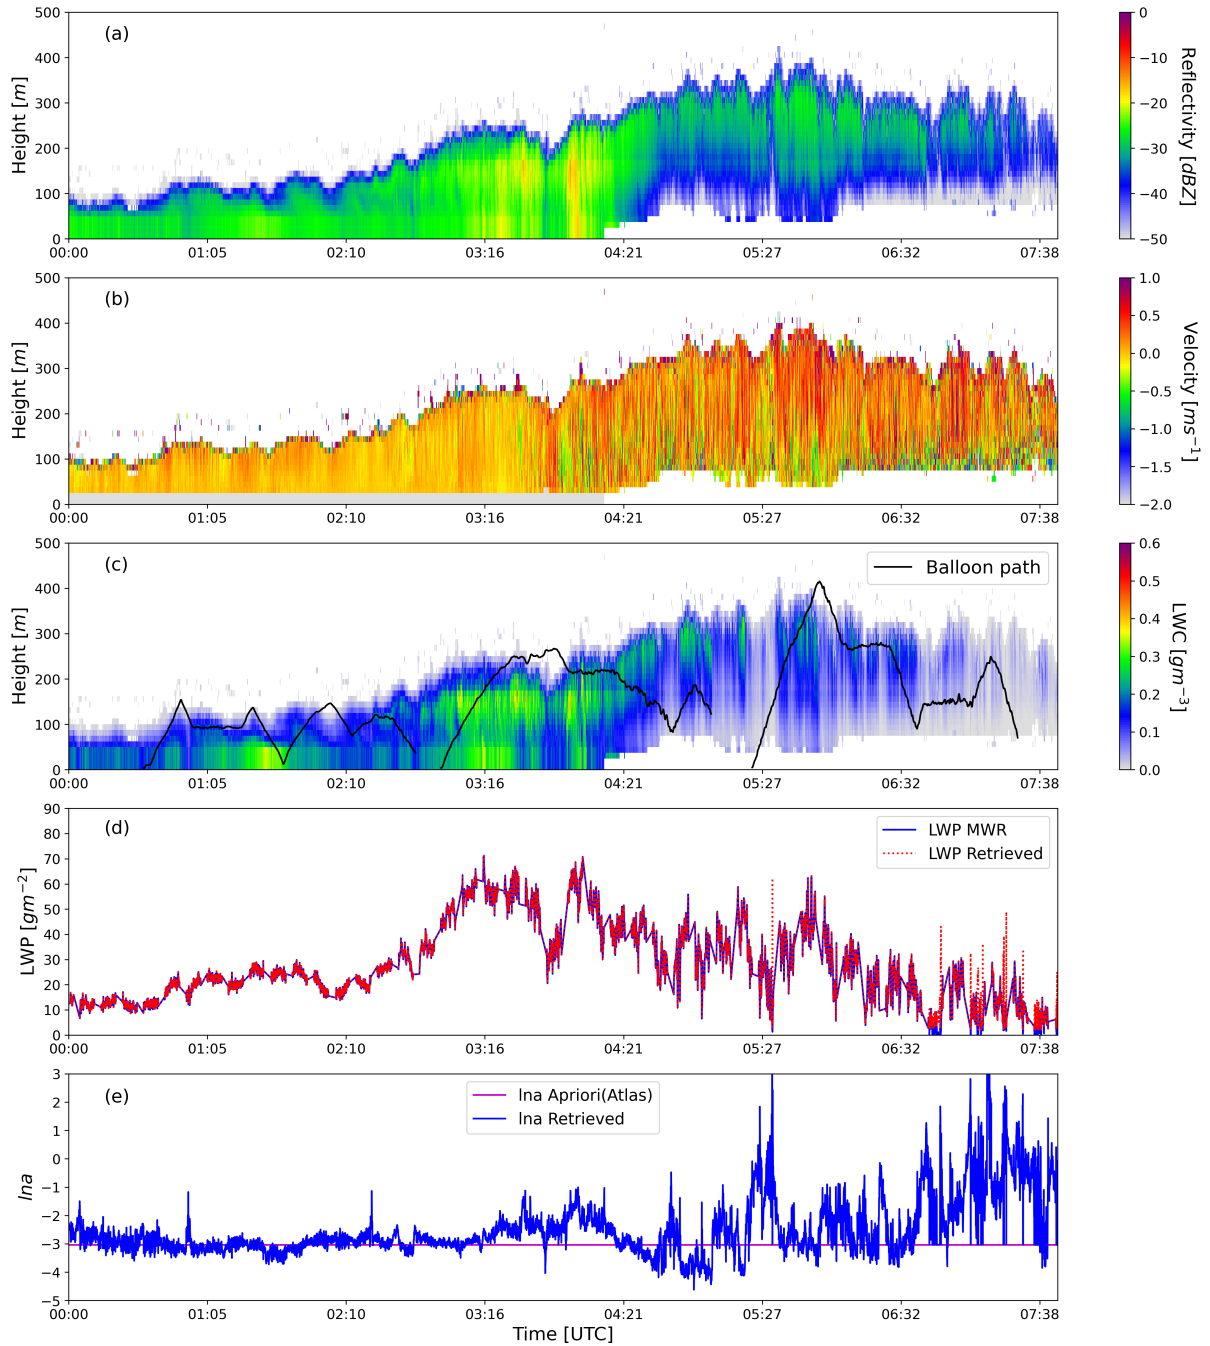 (a)
Height [m]
500
400
300
200
100
0
00:00 01:05 02:10 03:16 04:21 05:27 06:32 07:38
0
−10
−20
−30
−40
−50
Reflectivity [dBZ]
(b)
Height [m]
500
400
300
200
100
0
00:00 01:05 02:10 03:16 04:21 05:27 06:32 07:38
1.0
0.5
0.0
−0.5
−1.0
−1.5
−2.0
Velocity [ms⁻¹]
(c)
Balloon path
Height [m]
500
400
300
200
100
0
00:00 01:05 02:10 03:16 04:21 05:27 06:32 07:38
0.6
0.5
0.4
0.3
0.2
0.1
0.0
LWC [gm⁻³]
(d)
LWP MWR
LWP Retrieved
LWP [gm⁻²]
90
80
70
60
50
40
30
20
10
0
00:00 01:05 02:10 03:16 04:21 05:27 06:32 07:38
(e)
lna Apriori(Atlas)
lna Retrieved
lna
3
2
1
0
−1
−2
−3
−4
−5
00:00 01:05 02:10 03:16 04:21 05:27 06:32 07:38
Time [UTC]